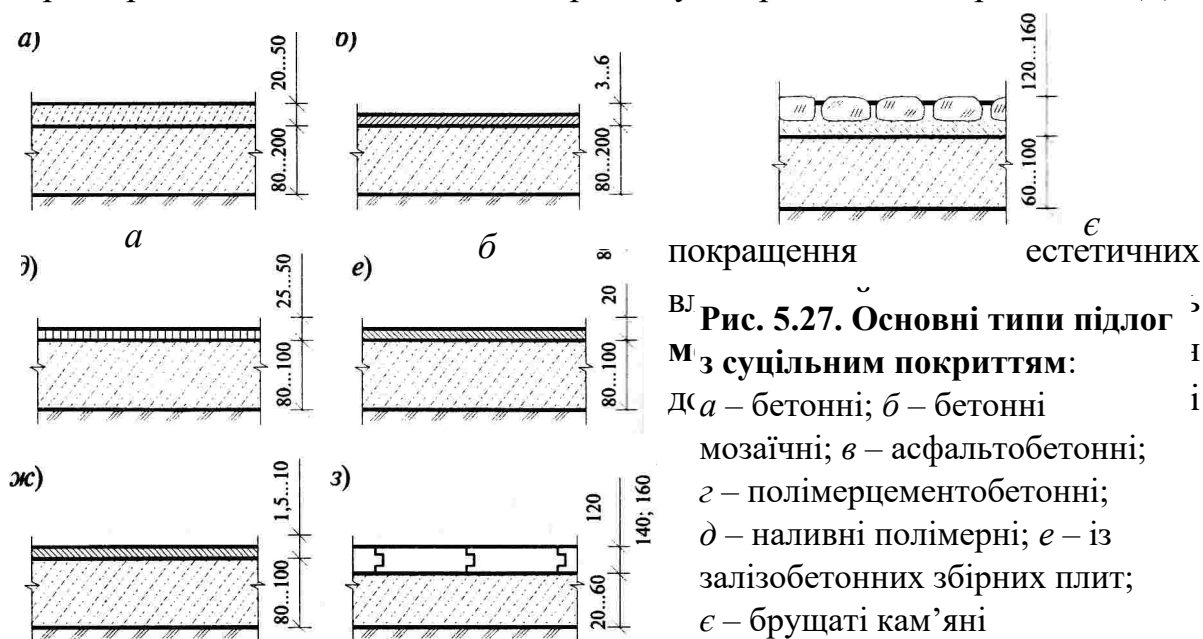 а)
20...50
80...200
а
б)
3...6
80...200
б
120...160
60...100
є
покращення естетичних
д)
25...50
80...100
е)
20
80...100
Рис. 5.27. Основні типи підлог
з суцільним покриттям:
а – бетонні; б – бетонні
мозаїчні; в – асфальтобетонні;
г – полімерцементобетонні;
д – наливні полімерні; е – із
залізобетонних збірних плит;
є – брущаті кам’яні
ж)
1,5...10
80...100
з)
120
140; 160
20...60